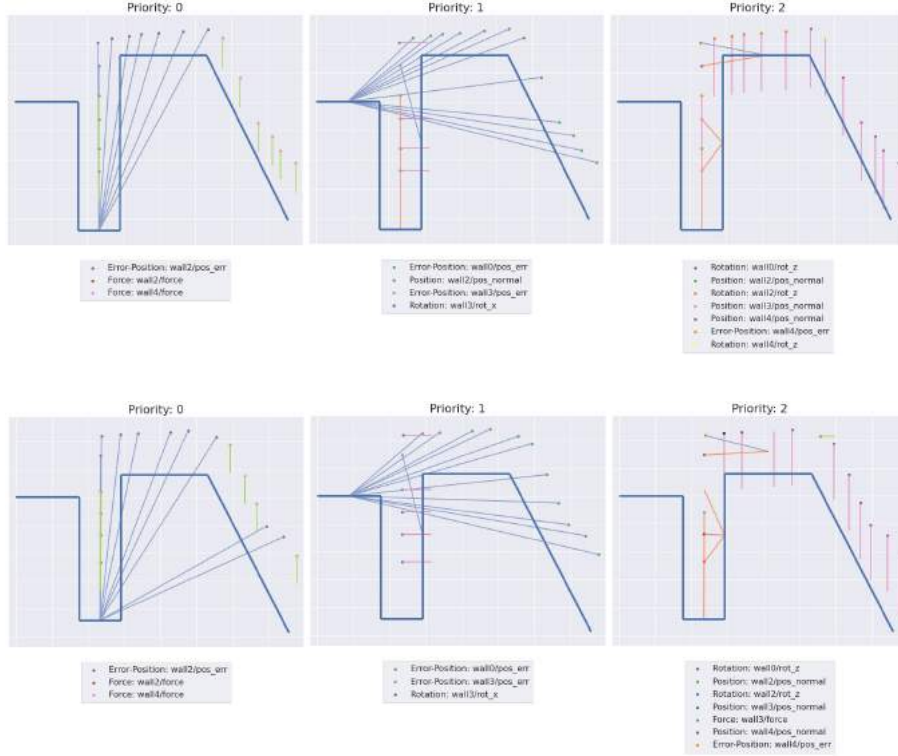 Priority: 0
Priority: 1
Priority: 2
Error-Position: wall2/pos_err
Force: wall2/force
Force: wall4/force
Error-Position: wall0/pos_err
Position: wall2/pos_normal
Error-Position: wall3/pos_err
Rotation: wall3/rot_x
Rotation: wall0/rot_z
Position: wall2/pos_normal
Rotation: wall2/rot_z
Position: wall3/pos_normal
Position: wall4/pos_normal
Error-Position: wall4/pos_err
Rotation: wall4/rot_z
Priority: 0
Priority: 1
Priority: 2
Error-Position: wall2/pos_err
Force: wall2/force
Force: wall4/force
Error-Position: wall0/pos_err
Error-Position: wall3/pos_err
Rotation: wall3/rot_x
Rotation: wall0/rot_z
Position: wall2/pos_normal
Rotation: wall2/rot_z
Position: wall3/pos_normal
Force: wall3/force
Position: wall4/pos_normal
Error-Position: wall4/pos_err